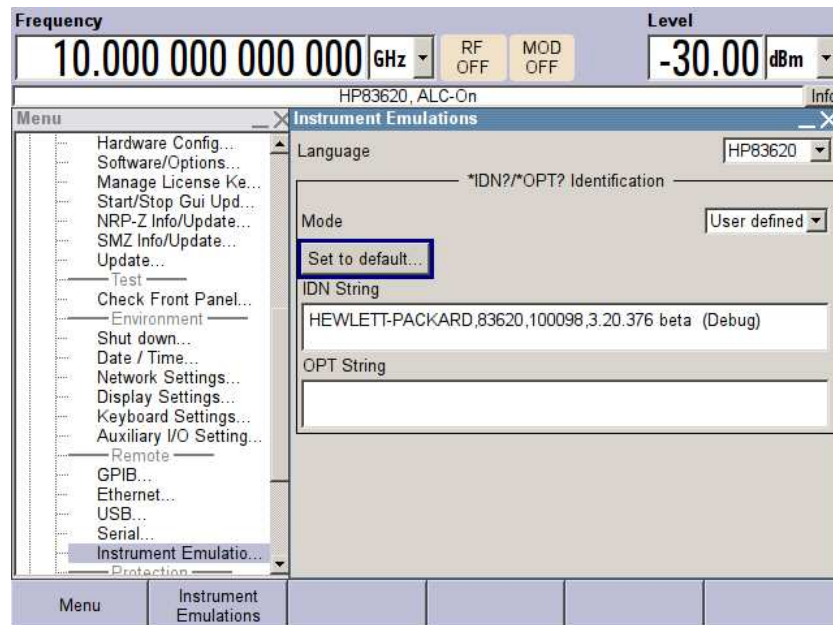 Frequency
Level
10.000 000 000 000 GHz
RF OFF
MOD OFF
-30.00 dBm
HP83620, ALC-On
Info
Menu
Hardware Config...
Software/Options...
Manage License Ke...
Start/Stop Gui Upd...
NRP-Z Info/Update...
SMZ Info/Update...
Update...
Test
Check Front Panel...
Environment
Shut down...
Date / Time...
Network Settings...
Display Settings...
Keyboard Settings...
Auxiliary I/O Setting...
Remote
GPIB...
Ethernet...
USB...
Serial...
Instrument Emulatio...
Protection
Instrument Emulations
Language
HP83620
*IDN?/*OPT? Identification
Mode
User defined
Set to default...
IDN String
HEWLETT-PACKARD,83620,100098,3.20.376 beta (Debug)
OPT String
Menu
Instrument Emulations